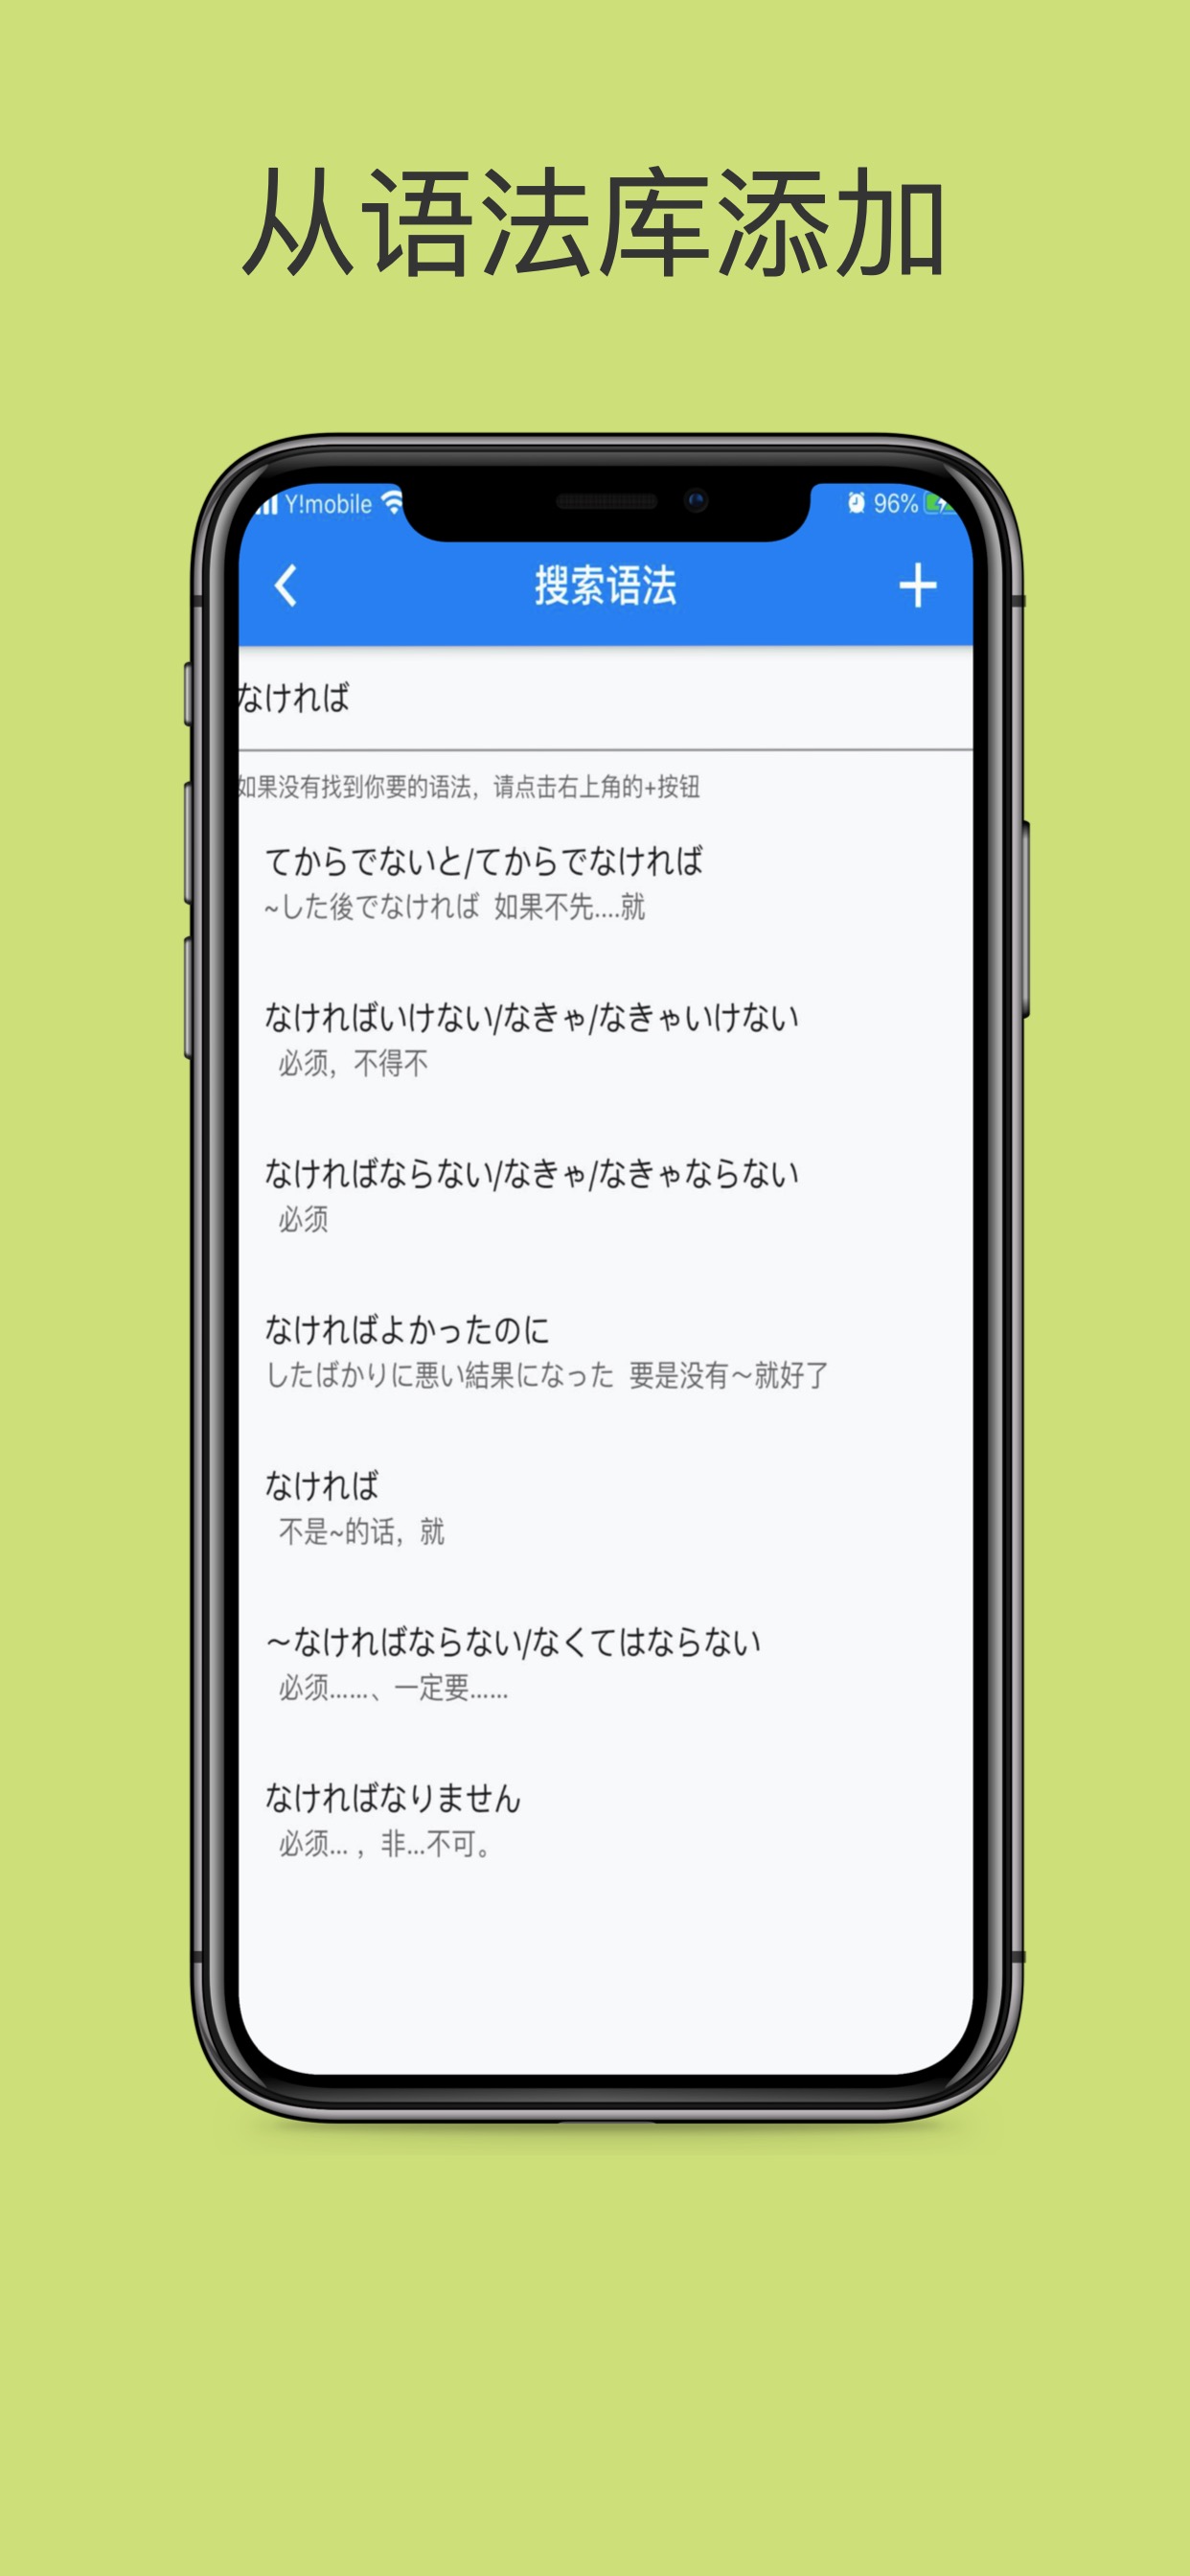 从语法库添加
Y!mobile 96%
搜索语法
なければ
如果没有找到你要的语法，请点击右上角的+按钮
てからでないと/てからでなければ
~した後でなければ 如果不先....就
なければいけない/なきゃ/なきゃいけない
必须，不得不
なければならない/なきゃ/なきゃならない
必须
なければよかったのに
したばかりに悪い結果になった 要是没有～就好了
なければ
不是~的话，就
～なければならない/なくてはならない
必须......、一定要......
なければなりません
必须... ，非...不可。